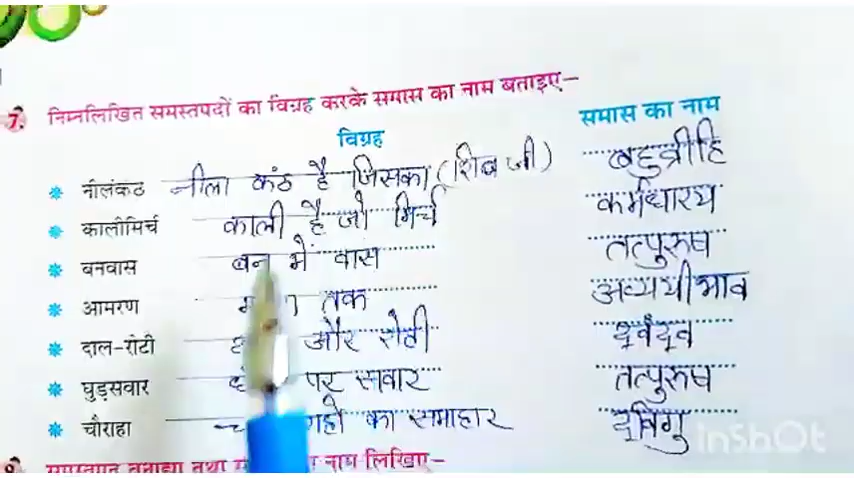 7. निम्नलिखित समस्तपदों का विग्रह करके समास का नाम बताइए–
विग्रह समास का नाम
* नीलंकठ नीला कंठ है जिसका (शिव जी) बहुव्रीहि
* कालीमिर्च काली है जो मिर्च कर्मधारय
* बनवास बन में वास तत्पुरुष
* आमरण तक अव्ययीभाव
* दाल-रोटी और रोटी द्वंद्व
* घुड़सवार पर सवार तत्पुरुष
* चौराहा का समाहार द्विगु
InShOt
लिखिए–